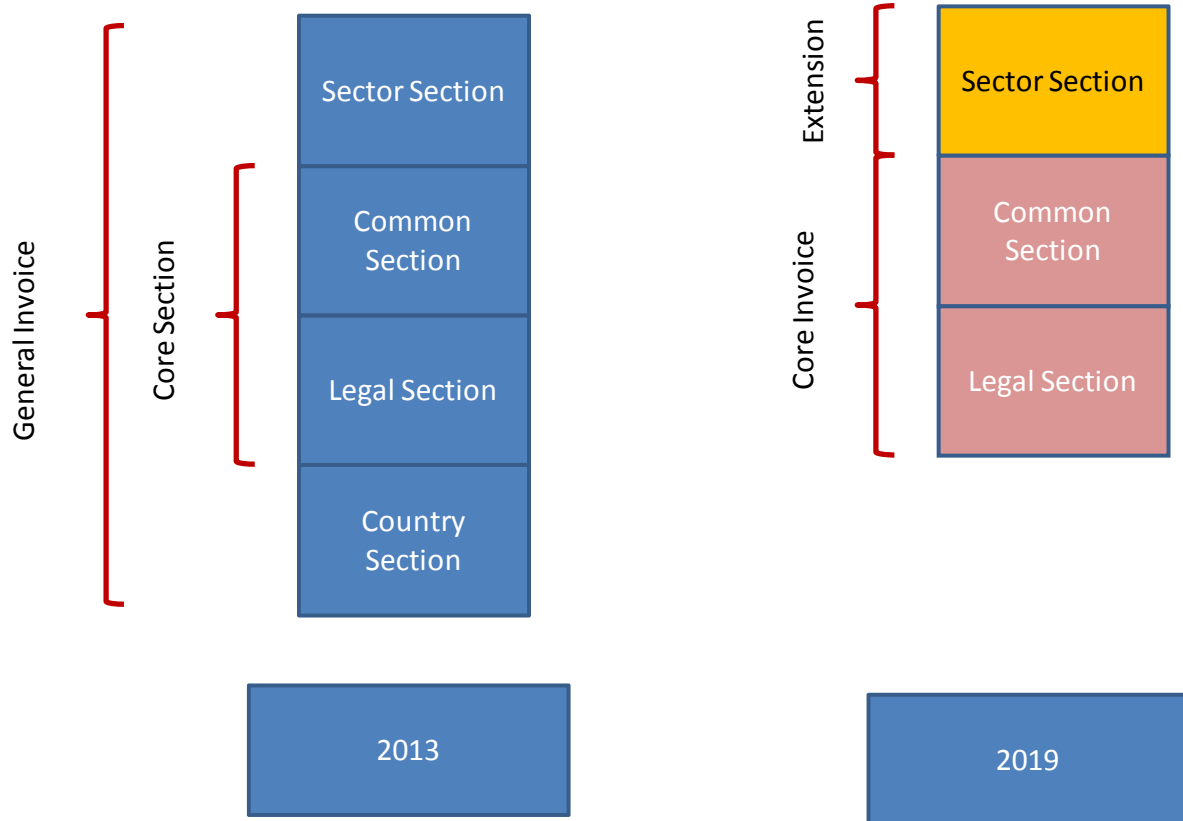 General Invoice
Core Section
Sector Section
Common
Section
Legal Section
Country
Section
2013
Extension
Core Invoice
Sector Section
Common
Section
Legal Section
2019